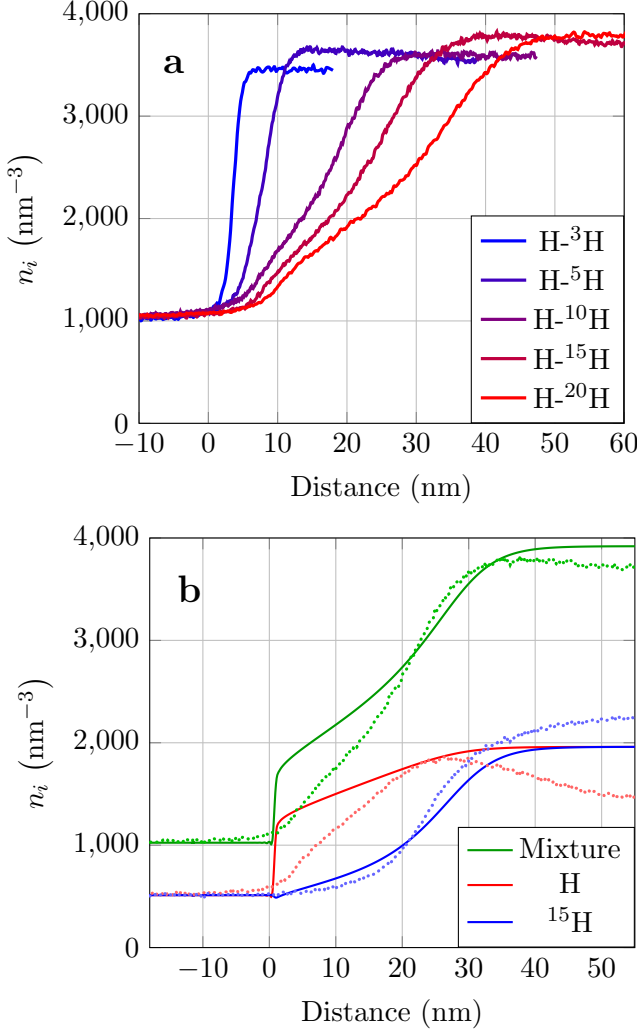 4,000
3,000
2,000
1,000
0
a
nᵢ (nm⁻³)
H-³H
H-⁵H
H-¹⁰H
H-¹⁵H
H-²⁰H
−10 0 10 20 30 40 50 60
Distance (nm)
4,000
3,000
2,000
1,000
0
b
nᵢ (nm⁻³)
Mixture
H
¹⁵H
−10 0 10 20 30 40 50
Distance (nm)